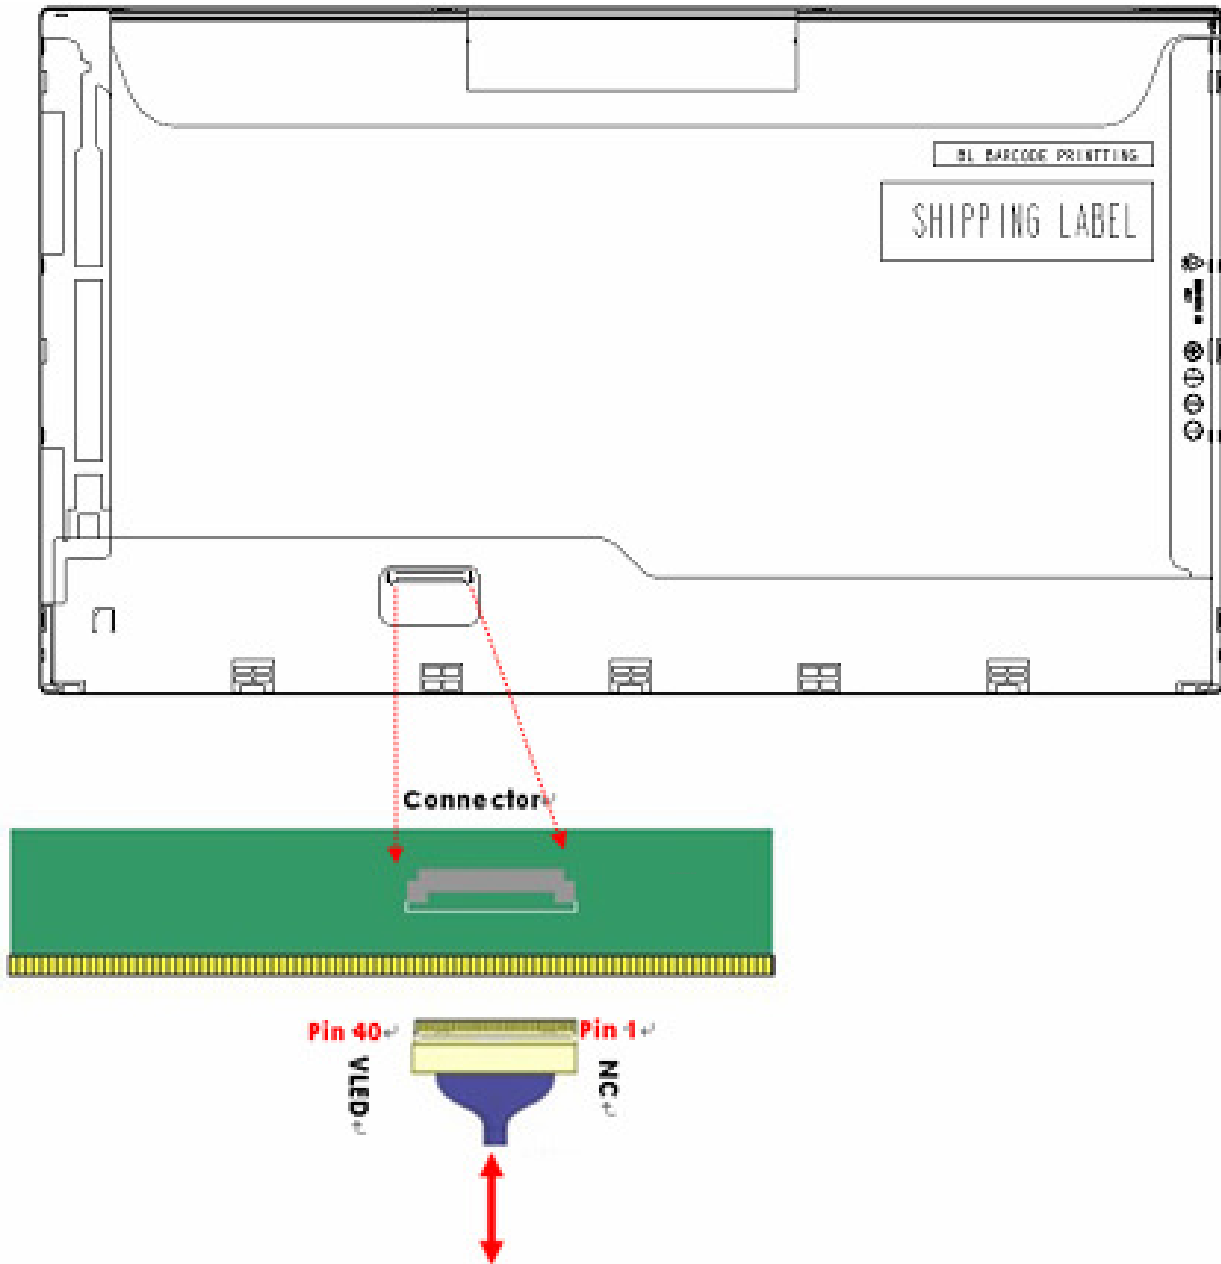 BL BARCODE PRINTTING
SHIPPING LABEL
Connector↵
Pin 40↵
Pin 1↵
VLED↵
NC↵